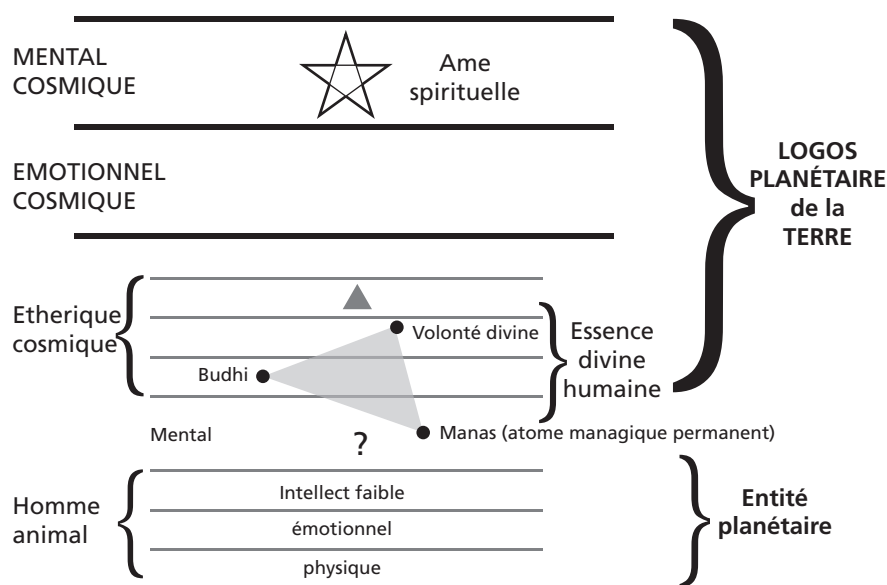 MENTAL
COSMIQUE
Ame
spirituelle
EMOTIONNEL
COSMIQUE
LOGOS
PLANÉTAIRE
de la
TERRE
Etherique
cosmique
Volonté divine
Budhi
Essence
divine
humaine
Mental
?
Manas (atome managique permanent)
Homme
animal
Intellect faible
émotionnel
physique
Entité
planétaire